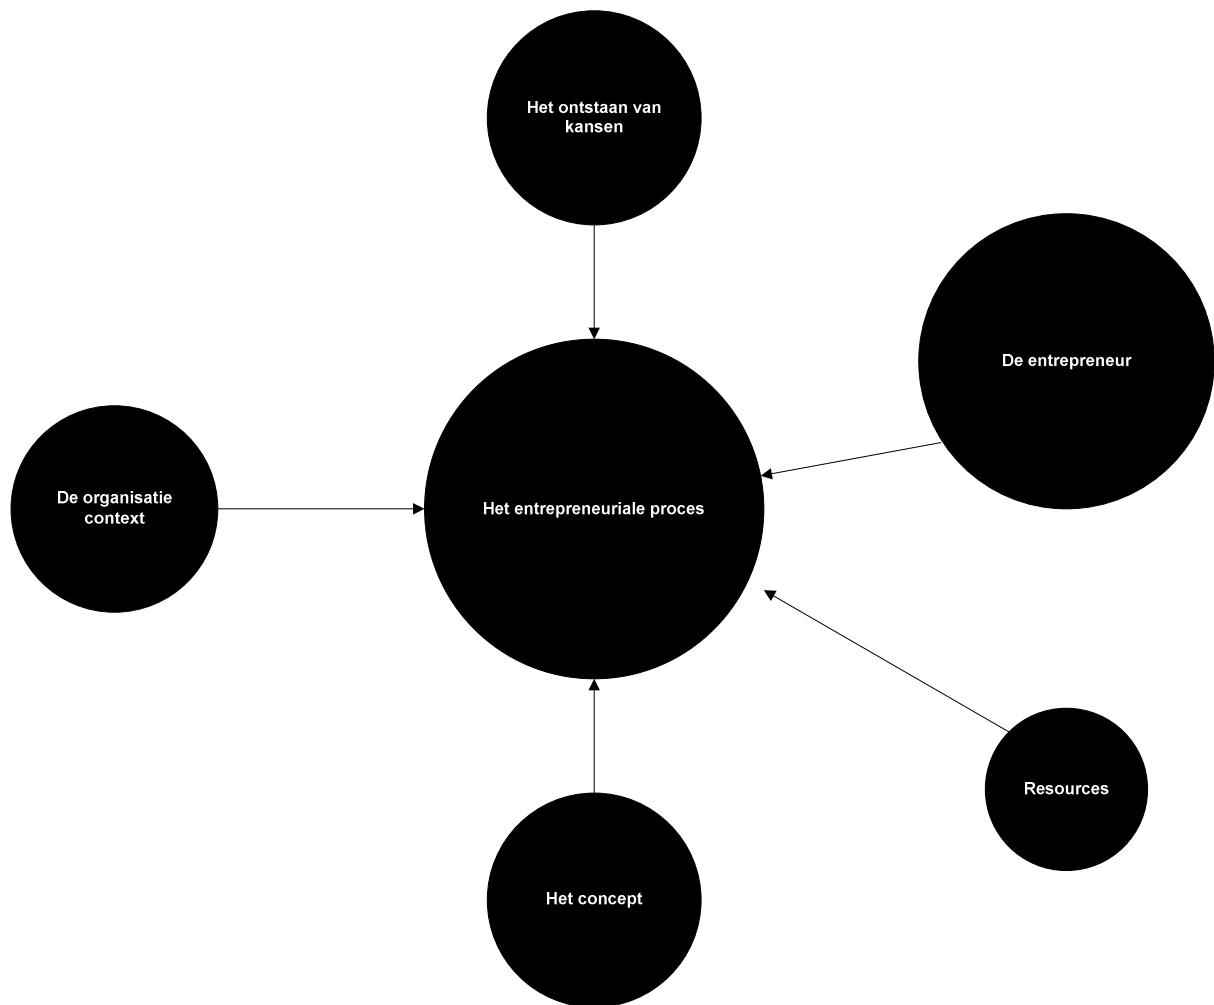 Het ontstaan van
kansen
De entrepreneur
De organisatie
context
Het entrepreneuriale proces
Resources
Het concept